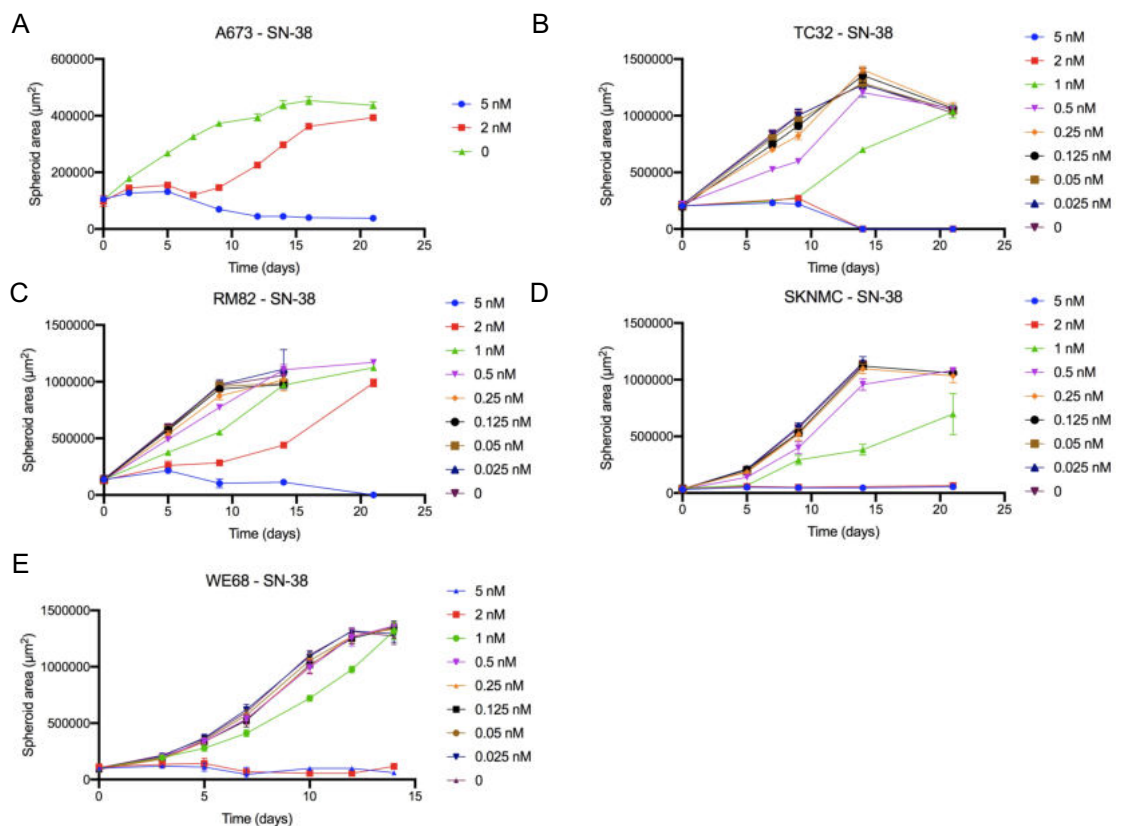 A
B
A673 - SN-38
TC32 - SN-38
Spheroid area (µm²)
600000
400000
200000
0
0
5
10
15
20
25
Time (days)
5 nM
2 nM
0
Spheroid area (µm²)
1500000
1000000
500000
0
0
5
10
15
20
25
Time (days)
5 nM
2 nM
1 nM
0.5 nM
0.25 nM
0.125 nM
0.05 nM
0.025 nM
0
C
D
RM82 - SN-38
SKNMC - SN-38
Spheroid area (µm²)
1500000
1000000
500000
0
0
5
10
15
20
25
Time (days)
5 nM
2 nM
1 nM
0.5 nM
0.25 nM
0.125 nM
0.05 nM
0.025 nM
0
Spheroid area (µm²)
1500000
1000000
500000
0
0
5
10
15
20
25
Time (days)
5 nM
2 nM
1 nM
0.5 nM
0.25 nM
0.125 nM
0.05 nM
0.025 nM
0
E
WE68 - SN-38
Spheroid area (µm²)
1500000
1000000
500000
0
0
5
10
15
Time (days)
5 nM
2 nM
1 nM
0.5 nM
0.25 nM
0.125 nM
0.05 nM
0.025 nM
0